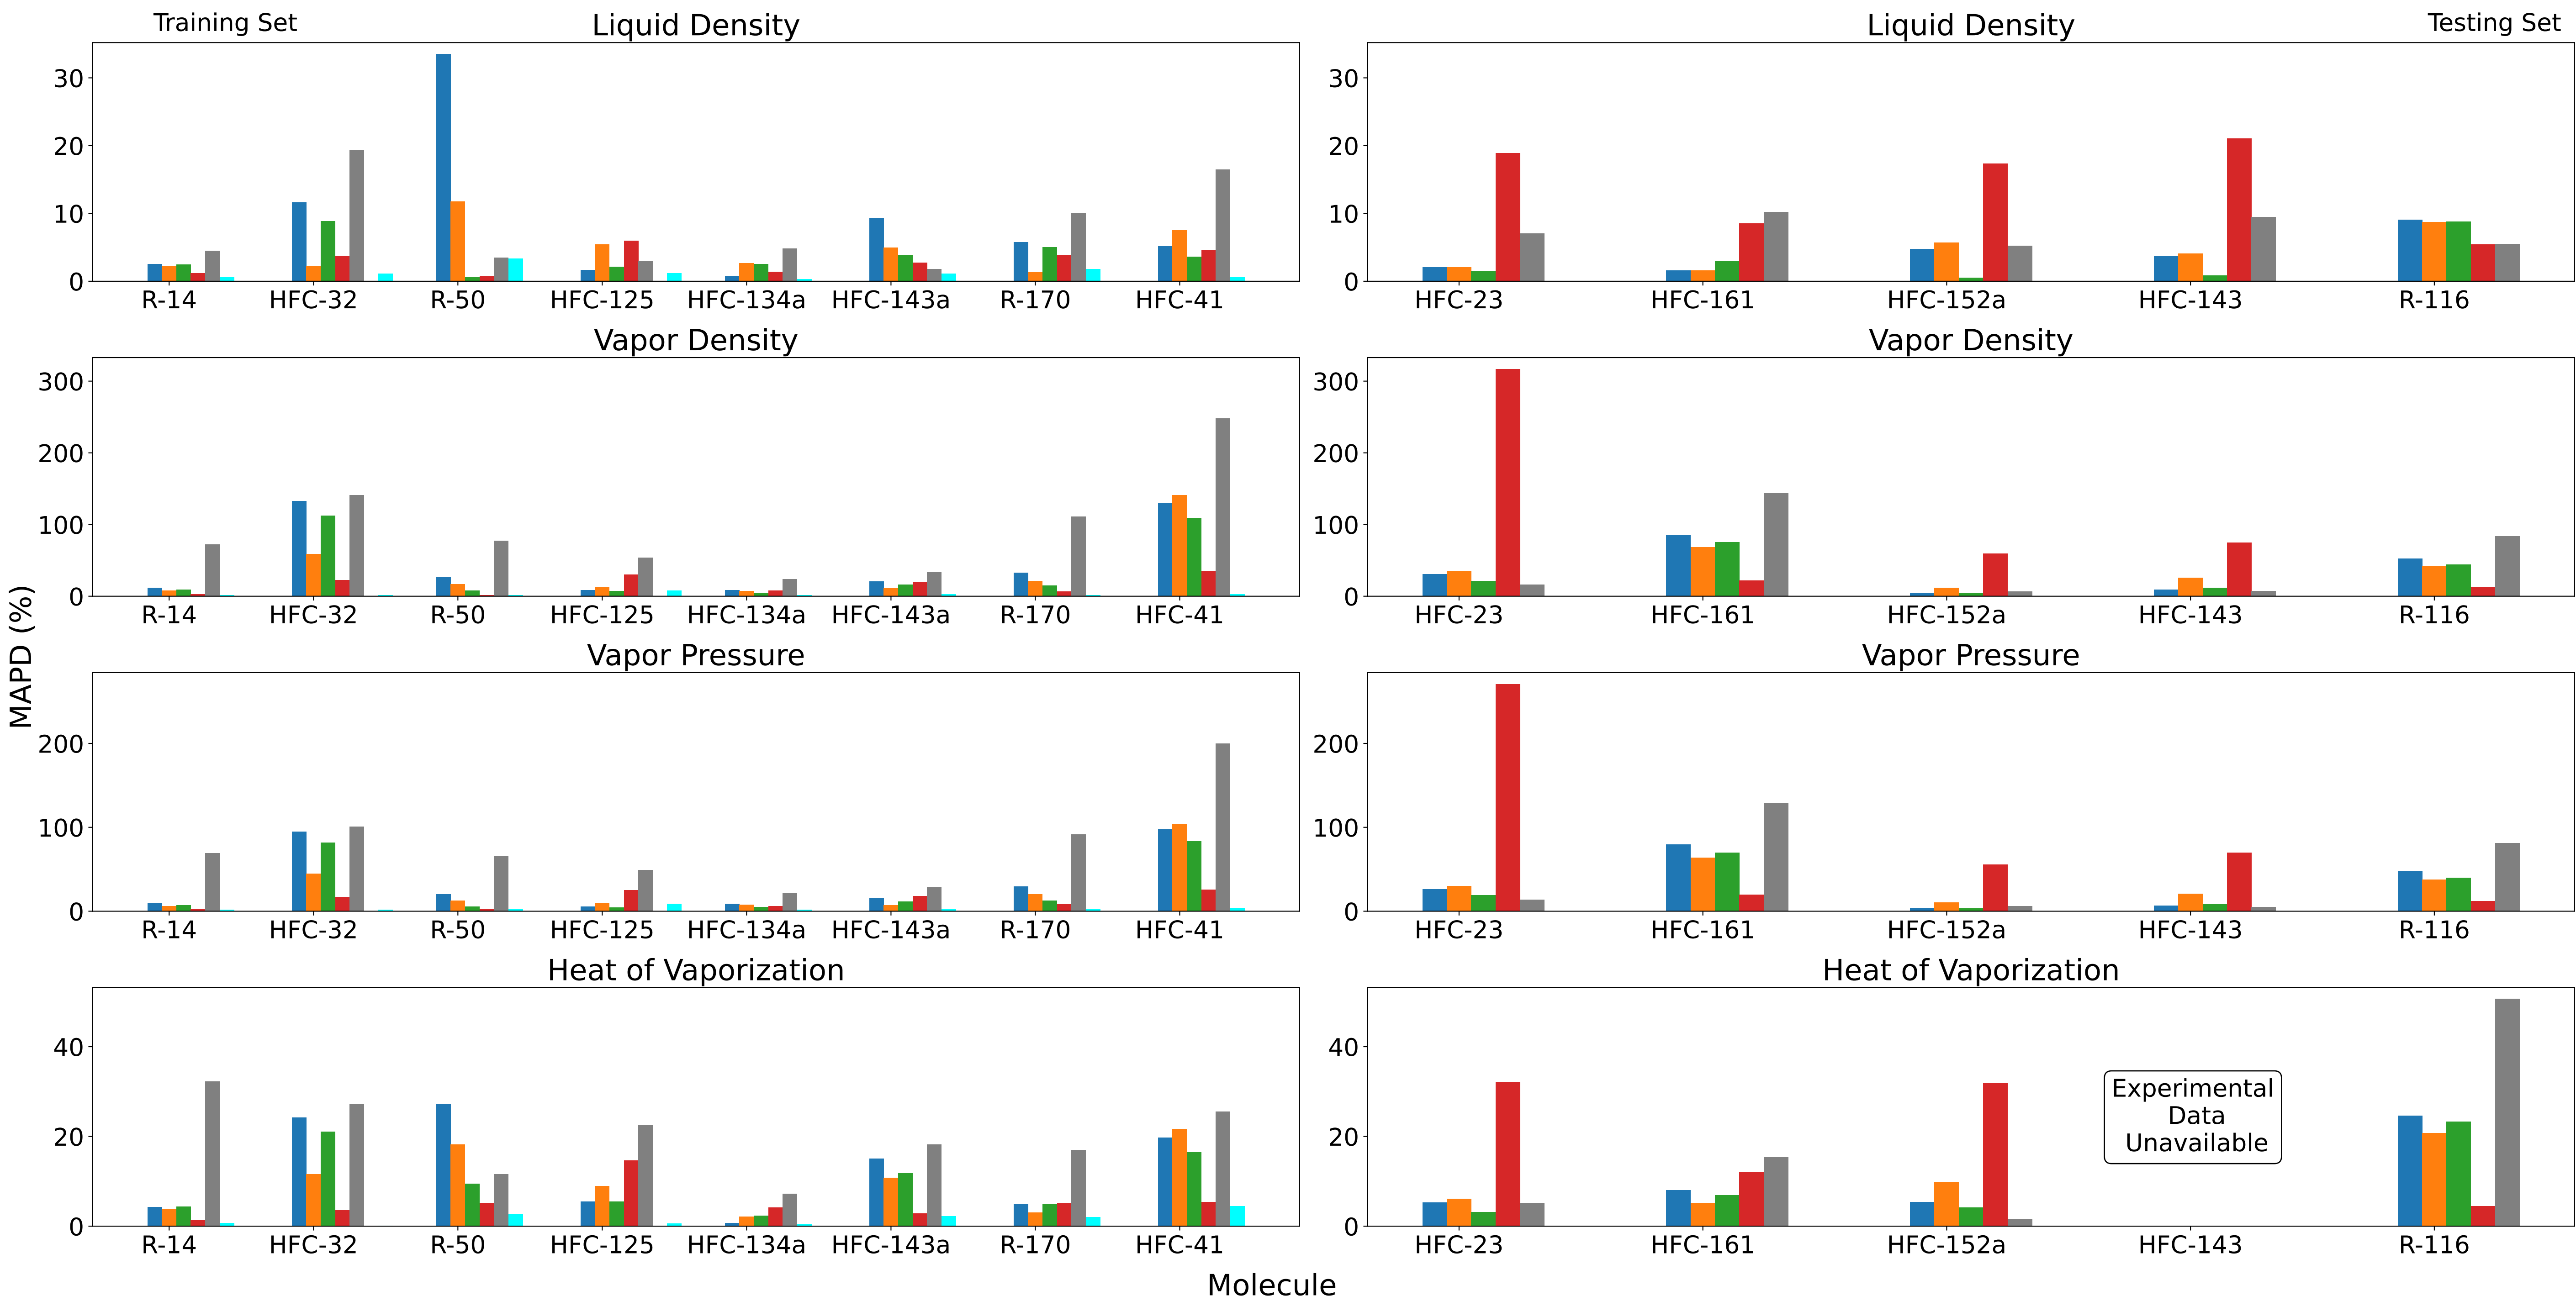 Training Set
Liquid Density
Liquid Density
Testing Set
30
20
10
0
R-14 HFC-32 R-50 HFC-125 HFC-134a HFC-143a R-170 HFC-41
30
20
10
0
HFC-23 HFC-161 HFC-152a HFC-143 R-116
Vapor Density
300
200
100
0
R-14 HFC-32 R-50 HFC-125 HFC-134a HFC-143a R-170 HFC-41
Vapor Density
300
200
100
0
HFC-23 HFC-161 HFC-152a HFC-143 R-116
MAPD (%)
Vapor Pressure
200
100
0
R-14 HFC-32 R-50 HFC-125 HFC-134a HFC-143a R-170 HFC-41
Vapor Pressure
200
100
0
HFC-23 HFC-161 HFC-152a HFC-143 R-116
Heat of Vaporization
40
20
0
R-14 HFC-32 R-50 HFC-125 HFC-134a HFC-143a R-170 HFC-41
Heat of Vaporization
40
20
0
Experimental
Data
Unavailable
HFC-23 HFC-161 HFC-152a HFC-143 R-116
Molecule